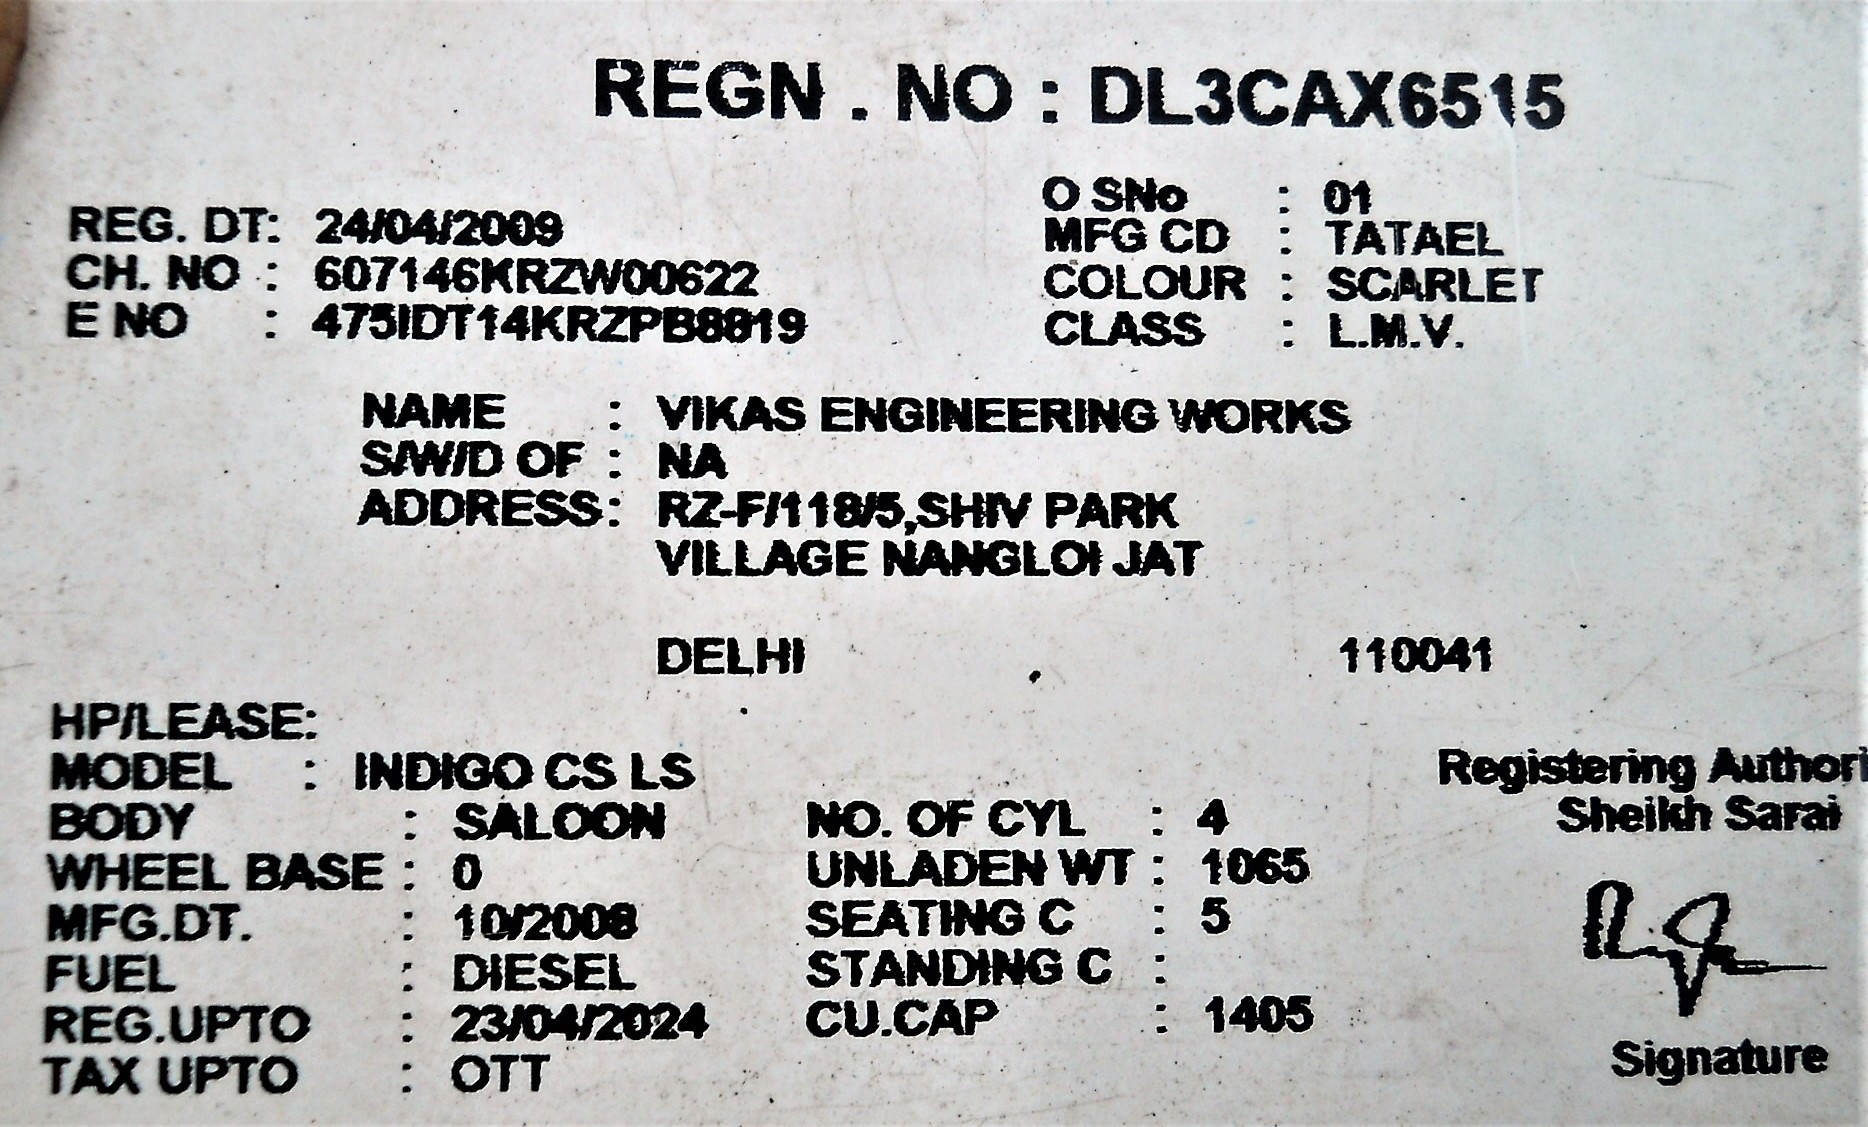 REGN . NO : DL3CAX6515
O SNo : 01
REG. DT: 24/04/2009
MFG CD : TATAEL
CH. NO : 607146KRZW00622
COLOUR : SCARLET
E NO : 475IDT14KRZPB8819
CLASS : L.M.V.
NAME : VIKAS ENGINEERING WORKS
S/W/D OF : NA
ADDRESS: RZ-F/118/5,SHIV PARK
VILLAGE NANGLOI JAT
DELHI 110041
HP/LEASE:
MODEL : INDIGO CS LS
Registering Authori
BODY : SALOON NO. OF CYL : 4
Sheikh Sarai
WHEEL BASE : 0 UNLADEN WT : 1065
MFG.DT. : 10/2008 SEATING C : 5
FUEL : DIESEL STANDING C :
REG.UPTO : 23/04/2024 CU.CAP : 1405
Signature
TAX UPTO : OTT